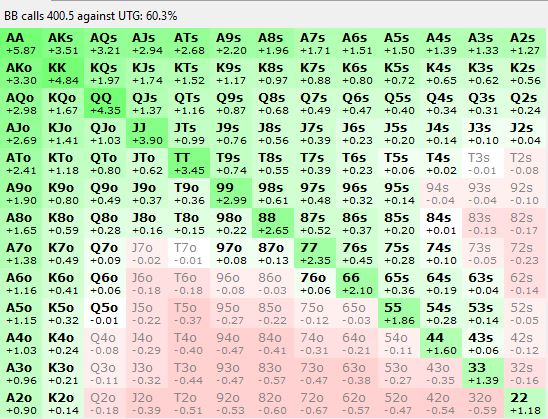 BB calls 400.5 against UTG: 60.3%
AA AKs AQs AJs ATs A9s A8s A7s A6s A5s A4s A3s A2s
+5.87 +3.51 +3.21 +2.94 +2.68 +2.20 +1.96 +1.71 +1.51 +1.50 +1.39 +1.33 +1.27
AKo KK KQs KJs KTs K9s K8s K7s K6s K5s K4s K3s K2s
+3.30 +4.84 +1.97 +1.74 +1.52 +1.17 +0.97 +0.88 +0.80 +0.72 +0.65 +0.62 +0.56
AQo KQo QQ QJs QTs Q9s Q8s Q7s Q6s Q5s Q4s Q3s Q2s
+2.98 +1.67 +4.35 +1.37 +1.16 +0.87 +0.68 +0.49 +0.47 +0.40 +0.34 +0.31 +0.24
AJo KJo QJo JJ JTs J9s J8s J7s J6s J5s J4s J3s J2s
+2.69 +1.41 +1.03 +3.90 +0.99 +0.76 +0.56 +0.39 +0.23 +0.20 +0.14 +0.10 +0.04
ATo KTo QTo JTo TT T9s T8s T7s T6s T5s T4s T3s T2s
+2.41 +1.18 +0.80 +0.62 +3.45 +0.74 +0.55 +0.39 +0.23 +0.06 +0.02 -0.01 -0.08
A9o K9o Q9o J9o T9o 99 98s 97s 96s 95s 94s 93s 92s
+1.90 +0.80 +0.49 +0.37 +0.36 +2.99 +0.61 +0.48 +0.32 +0.14 -0.04 -0.04 -0.10
A8o K8o Q8o J8o T8o 98o 88 87s 86s 85s 84s 83s 82s
+1.65 +0.59 +0.28 +0.16 +0.15 +0.22 +2.65 +0.52 +0.37 +0.20 +0.01 -0.13 -0.17
A7o K7o Q7o J7o T7o 97o 87o 77 76s 75s 74s 73s 72s
+1.38 +0.49 +0.09 -0.02 -0.01 +0.08 +0.13 +2.35 +0.45 +0.28 +0.10 -0.05 -0.23
A6o K6o Q6o J6o T6o 96o 86o 76o 66 65s 64s 63s 62s
+1.16 +0.41 +0.06 -0.18 -0.18 -0.09 -0.03 +0.06 +2.10 +0.36 +0.19 +0.04 -0.14
A5o K5o Q5o J5o T5o 95o 85o 75o 65o 55 54s 53s 52s
+1.15 +0.32 -0.01 -0.22 -0.37 -0.27 -0.22 -0.12 -0.03 +1.86 +0.28 +0.14 -0.05
A4o K4o Q4o J4o T4o 94o 84o 74o 64o 54o 44 43s 42s
+1.03 +0.24 -0.08 -0.29 -0.40 -0.47 -0.41 -0.31 -0.21 -0.11 +1.60 +0.06 -0.12
A3o K3o Q3o J3o T3o 93o 83o 73o 63o 53o 43o 33 32s
+0.96 +0.21 -0.11 -0.32 -0.44 -0.47 -0.57 -0.47 -0.38 -0.27 -0.35 +1.39 -0.16
A2o K2o Q2o J2o T2o 92o 82o 72o 62o 52o 42o 32o 22
+0.90 +0.14 -0.18 -0.39 -0.51 -0.53 -0.60 -0.67 -0.57 -0.47 -0.54 -0.59 +1.18